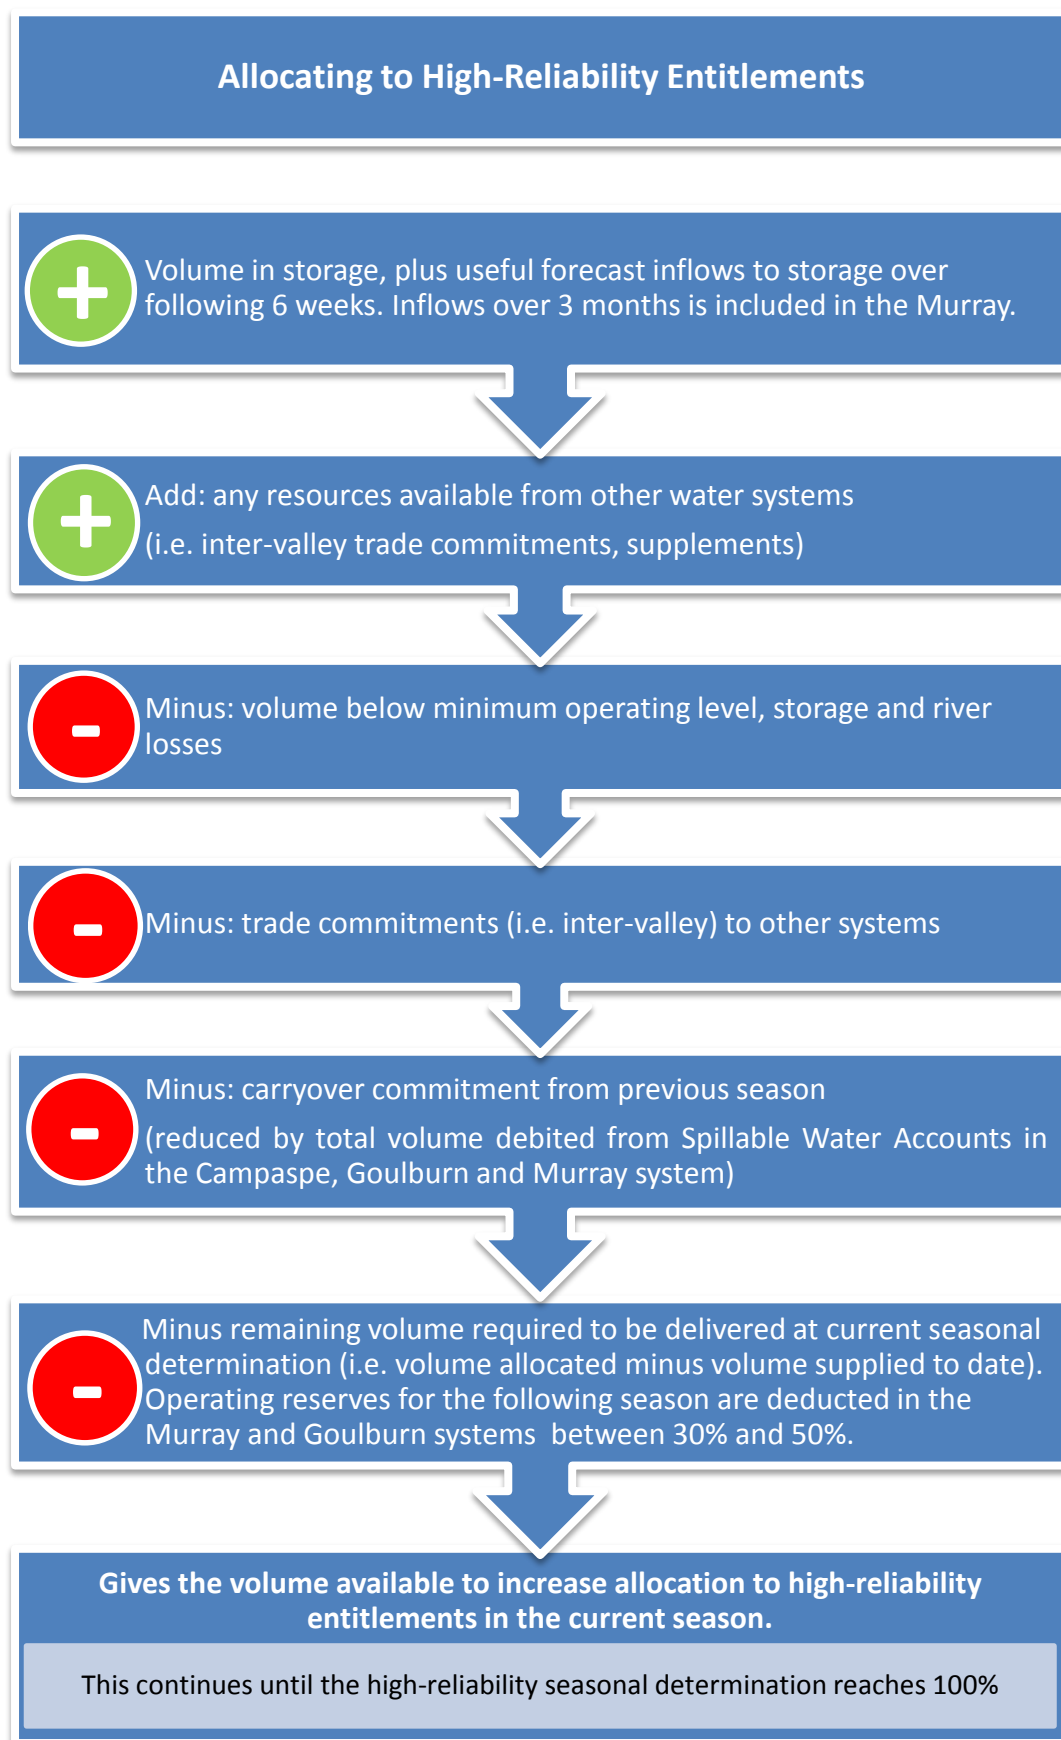 Allocating to High-Reliability Entitlements
+
Volume in storage, plus useful forecast inflows to storage over
following 6 weeks. Inflows over 3 months is included in the Murray.
+
Add: any resources available from other water systems
(i.e. inter-valley trade commitments, supplements)
-
Minus: volume below minimum operating level, storage and river
losses
-
Minus: trade commitments (i.e. inter-valley) to other systems
-
Minus: carryover commitment from previous season
(reduced by total volume debited from Spillable Water Accounts in
the Campaspe, Goulburn and Murray system)
-
Minus remaining volume required to be delivered at current seasonal
determination (i.e. volume allocated minus volume supplied to date).
Operating reserves for the following season are deducted in the
Murray and Goulburn systems  between 30% and 50%.
Gives the volume available to increase allocation to high-reliability
entitlements in the current season.
This continues until the high-reliability seasonal determination reaches 100%